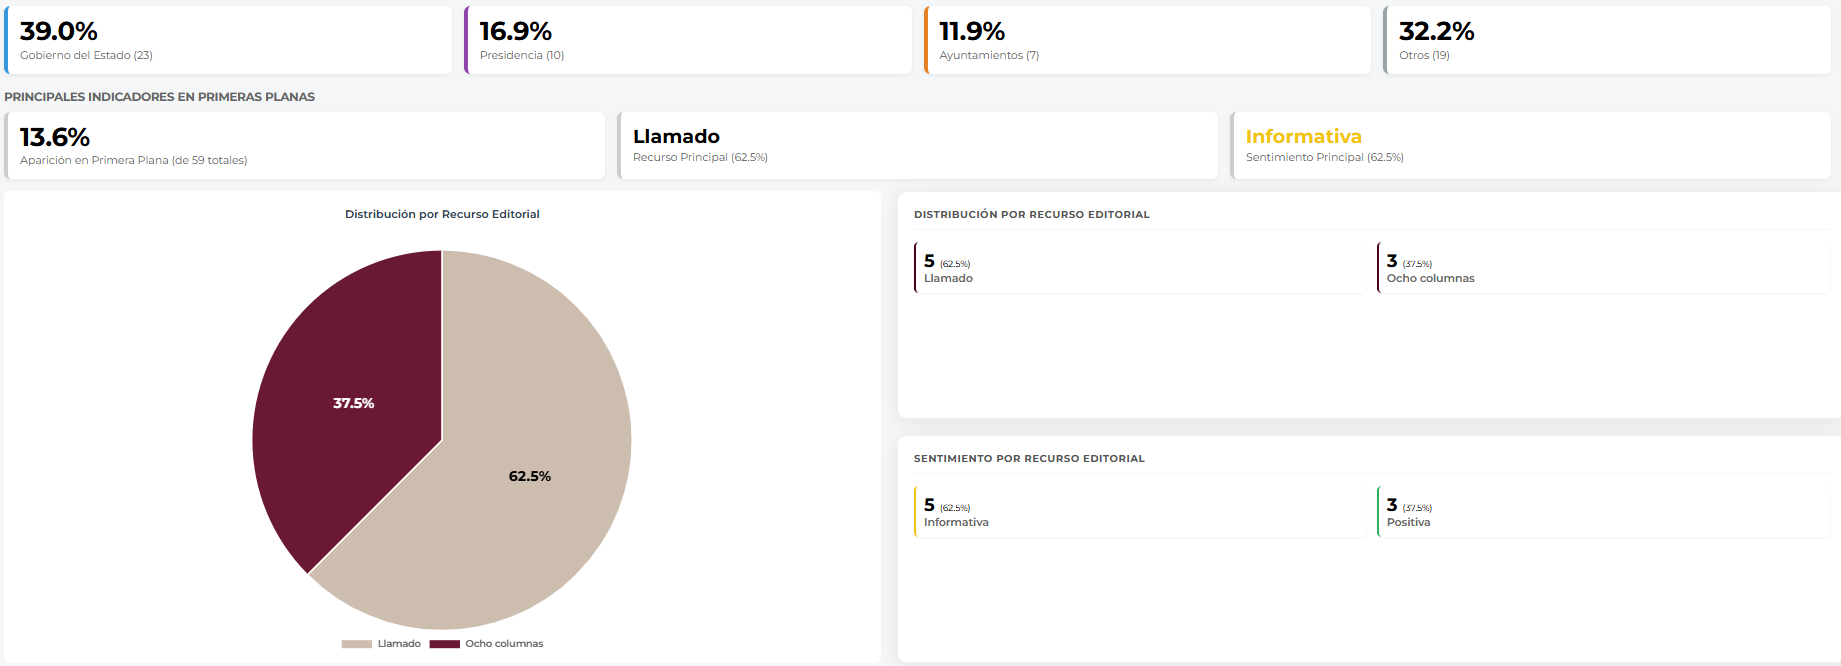 39.0%
Gobierno del Estado (23)
16.9%
Presidencia (10)
11.9%
Ayuntamientos (7)
32.2%
Otros (19)
PRINCIPALES INDICADORES EN PRIMERAS PLANAS
13.6%
Aparición en Primera Plana (de 59 totales)
Llamado
Recurso Principal (62.5%)
Informativa
Sentimiento Principal (62.5%)
Distribución por Recurso Editorial
37.5%
62.5%
Llamado
Ocho columnas
DISTRIBUCIÓN POR RECURSO EDITORIAL
5 (62.5%)
Llamado
3 (37.5%)
Ocho columnas
SENTIMIENTO POR RECURSO EDITORIAL
5 (62.5%)
Informativa
3 (37.5%)
Positiva